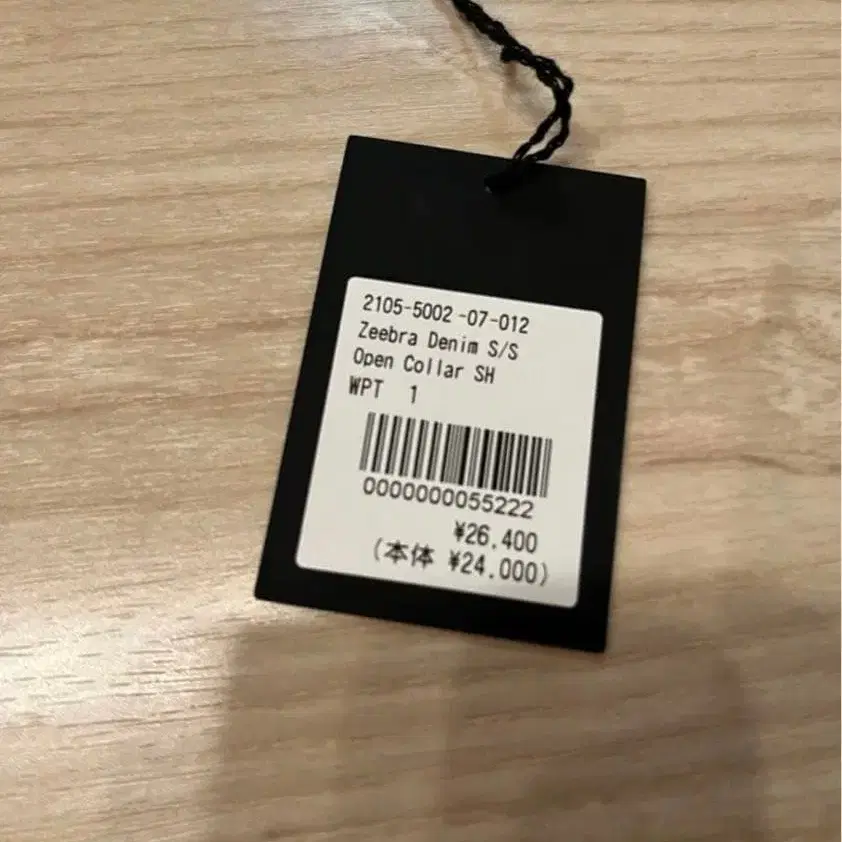 2105-5002-07-012
Zeebra Denim S/S
Open Collar SH
WPT 1
0000000055222
¥26,400
(本体 ¥24,000)